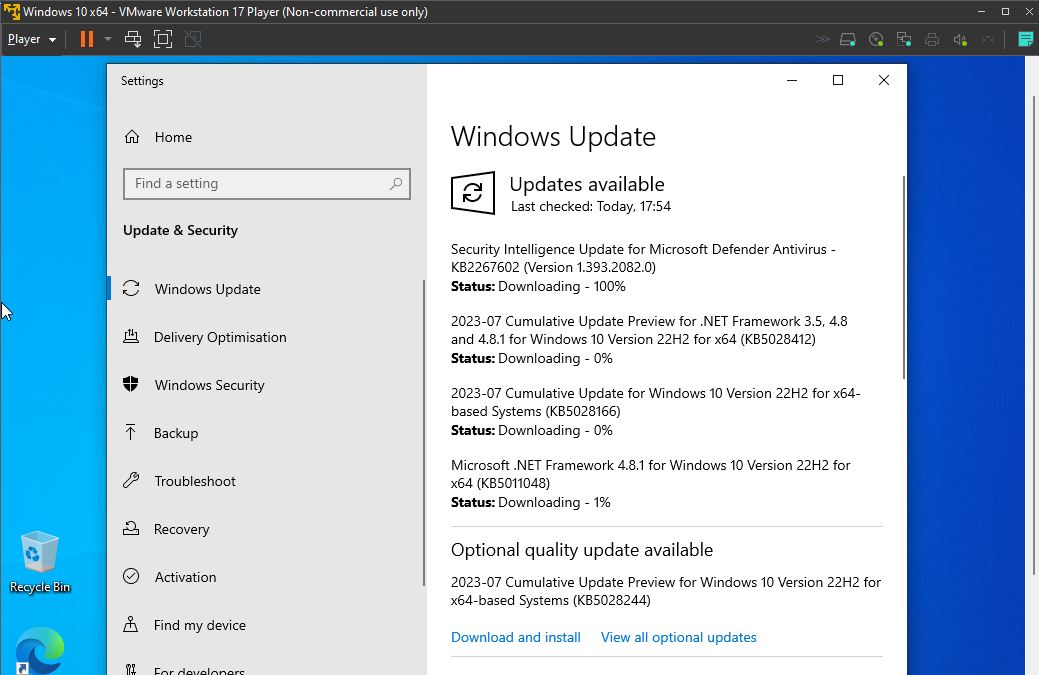 Windows 10 x64 - VMware Workstation 17 Player (Non-commercial use only)
Player
Settings
Home
Find a setting
Update & Security
Windows Update
Delivery Optimisation
Windows Security
Backup
Troubleshoot
Recovery
Activation
Find my device
For developers
Windows Update
Updates available
Last checked: Today, 17:54
Security Intelligence Update for Microsoft Defender Antivirus -
KB2267602 (Version 1.393.2082.0)
Status: Downloading - 100%
2023-07 Cumulative Update Preview for .NET Framework 3.5, 4.8
and 4.8.1 for Windows 10 Version 22H2 for x64 (KB5028412)
Status: Downloading - 0%
2023-07 Cumulative Update for Windows 10 Version 22H2 for x64-
based Systems (KB5028166)
Status: Downloading - 0%
Microsoft .NET Framework 4.8.1 for Windows 10 Version 22H2 for
x64 (KB5011048)
Status: Downloading - 1%
Optional quality update available
2023-07 Cumulative Update Preview for Windows 10 Version 22H2 for
x64-based Systems (KB5028244)
Download and install View all optional updates
Recycle Bin